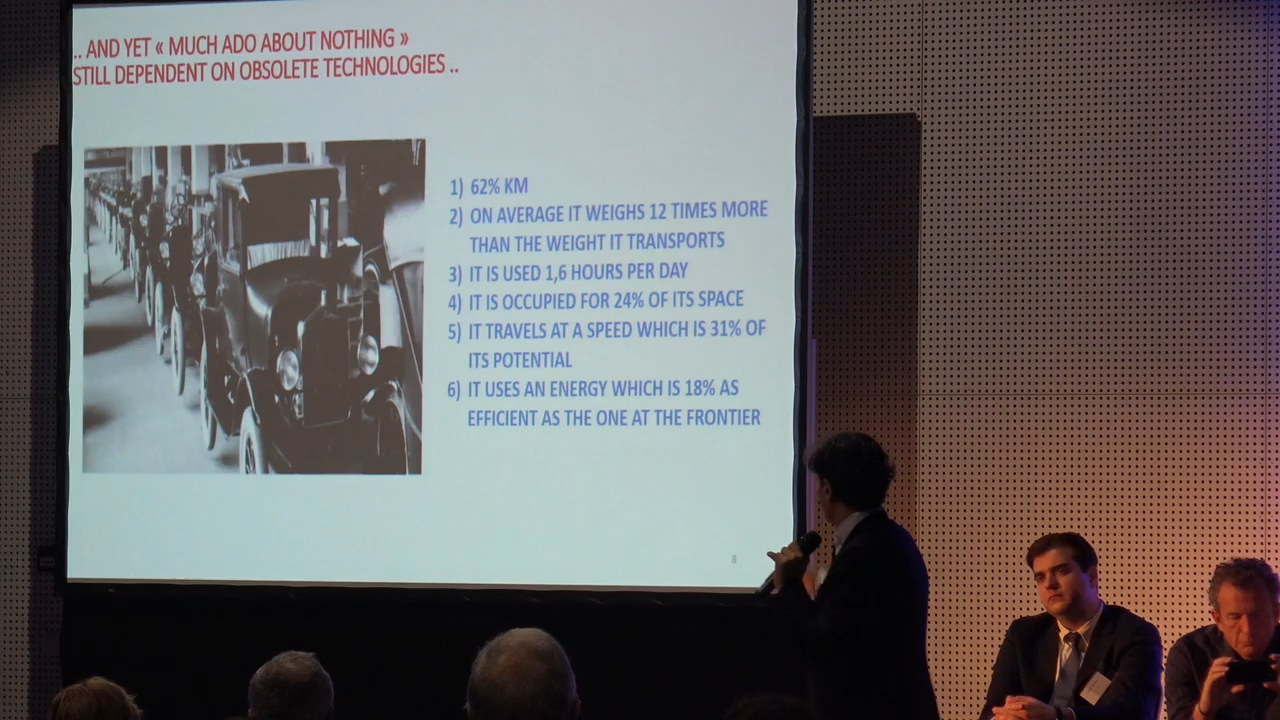 .. AND YET « MUCH ADO ABOUT NOTHING »
STILL DEPENDENT ON OBSOLETE TECHNOLOGIES ..
1) 62% KM
2) ON AVERAGE IT WEIGHS 12 TIMES MORE
THAN THE WEIGHT IT TRANSPORTS
3) IT IS USED 1,6 HOURS PER DAY
4) IT IS OCCUPIED FOR 24% OF ITS SPACE
5) IT TRAVELS AT A SPEED WHICH IS 31% OF
ITS POTENTIAL
6) IT USES AN ENERGY WHICH IS 18% AS
EFFICIENT AS THE ONE AT THE FRONTIER
8